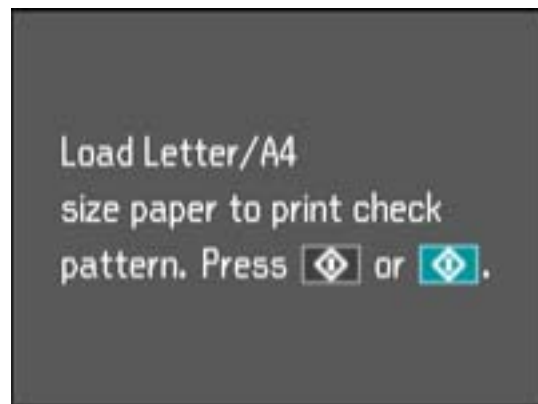 Load Letter/A4
size paper to print check
pattern. Press or .